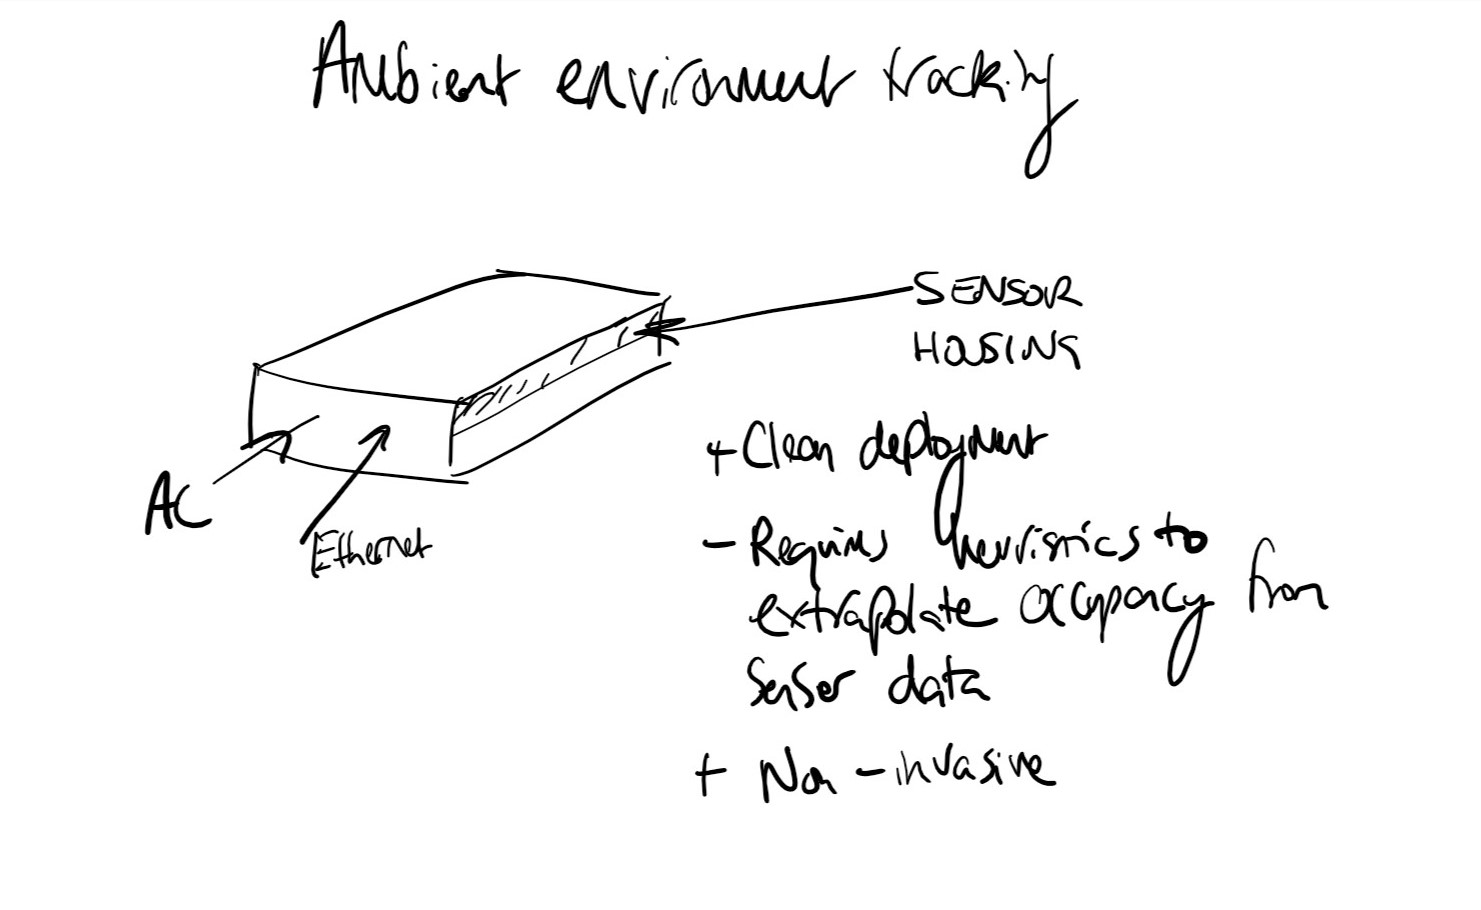 Ambient environment tracking
SENSOR
HOUSING
AC
Ethernet
+ Clean deployment
- Requires heuristics to
extrapolate occupancy from
Sensor data
+ Non-invasive